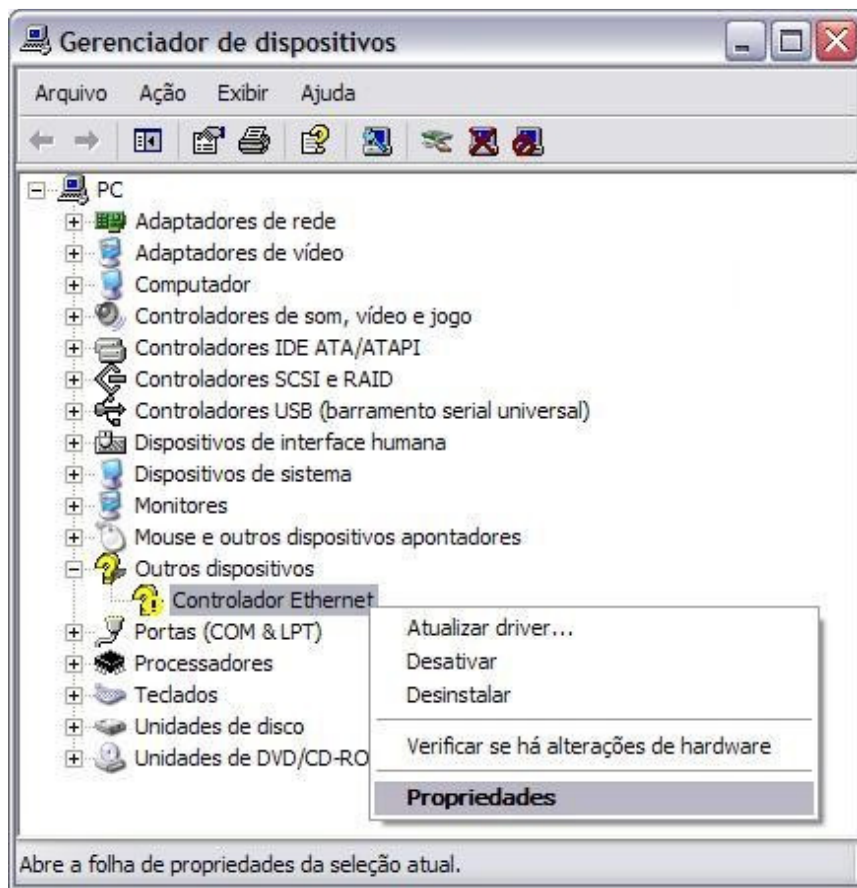 Gerenciador de dispositivos
Arquivo Ação Exibir Ajuda
PC
Adaptadores de rede
Adaptadores de vídeo
Computador
Controladores de som, vídeo e jogo
Controladores IDE ATA/ATAPI
Controladores SCSI e RAID
Controladores USB (barramento serial universal)
Dispositivos de interface humana
Dispositivos de sistema
Monitores
Mouse e outros dispositivos apontadores
Outros dispositivos
Controlador Ethernet
Portas (COM & LPT)
Processadores
Teclados
Unidades de disco
Unidades de DVD/CD-RO
Atualizar driver...
Desativar
Desinstalar
Verificar se há alterações de hardware
Propriedades
Abre a folha de propriedades da seleção atual.